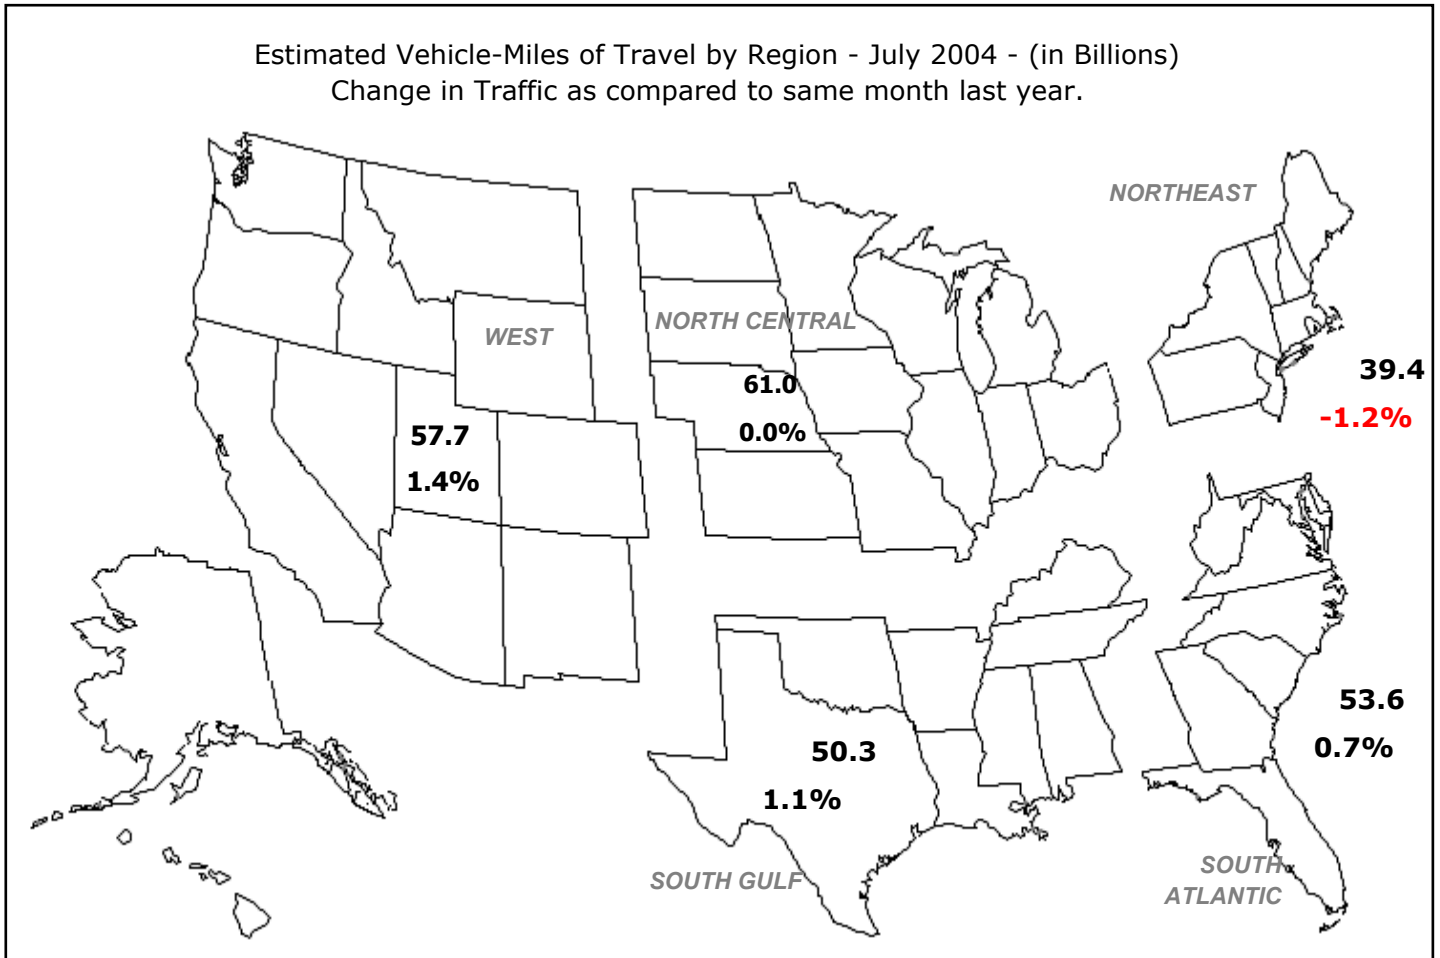 Estimated Vehicle-Miles of Travel by Region - July 2004 - (in Billions)
Change in Traffic as compared to same month last year.
NORTHEAST
39.4
-1.2%
WEST
57.7
1.4%
NORTH CENTRAL
61.0
0.0%
53.6
0.7%
SOUTH
ATLANTIC
50.3
1.1%
SOUTH GULF